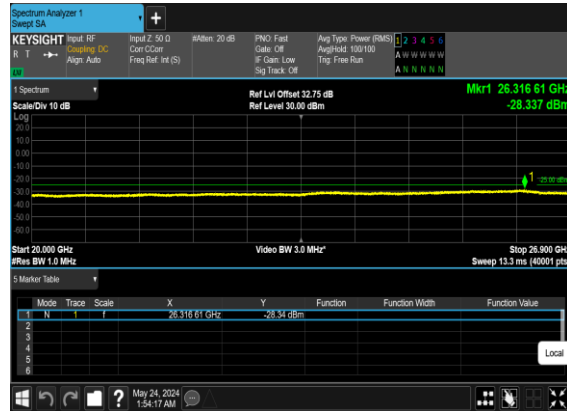 Spectrum Analyzer 1
Swept SA
+
KEYSIGHT Input: RF Input Z: 50 Ω #Atten: 20 dB PNO: Fast Avg Type: Power (RMS) 1 2 3 4 5 6
R T Coupling: DC Corr CCorr Gate: Off Avg|Hold: 100/100 A W W W W W
Align: Auto Freq Ref: Int (S) IF Gain: Low Trig: Free Run
Sig Track: Off A N N N N N
1 Spectrum Ref Lvl Offset 32.75 dB Mkr1 26.316 61 GHz
Scale/Div 10 dB Ref Level 30.00 dBm -28.337 dBm
Log
20.0
10.0
0.00
-10.0
-20.0 1 -25.00 dBm
-30.0
-40.0
-50.0
-60.0
Start 20.000 GHz Video BW 3.0 MHz* Stop 26.900 GHz
#Res BW 1.0 MHz Sweep 13.3 ms (40001 pts
5 Marker Table
Mode Trace Scale X Y Function Function Width Function Value
1 N 1 f 26.316 61 GHz -28.34 dBm
2
3
4
5
6
Local
? May 24, 2024
1:54:17 AM